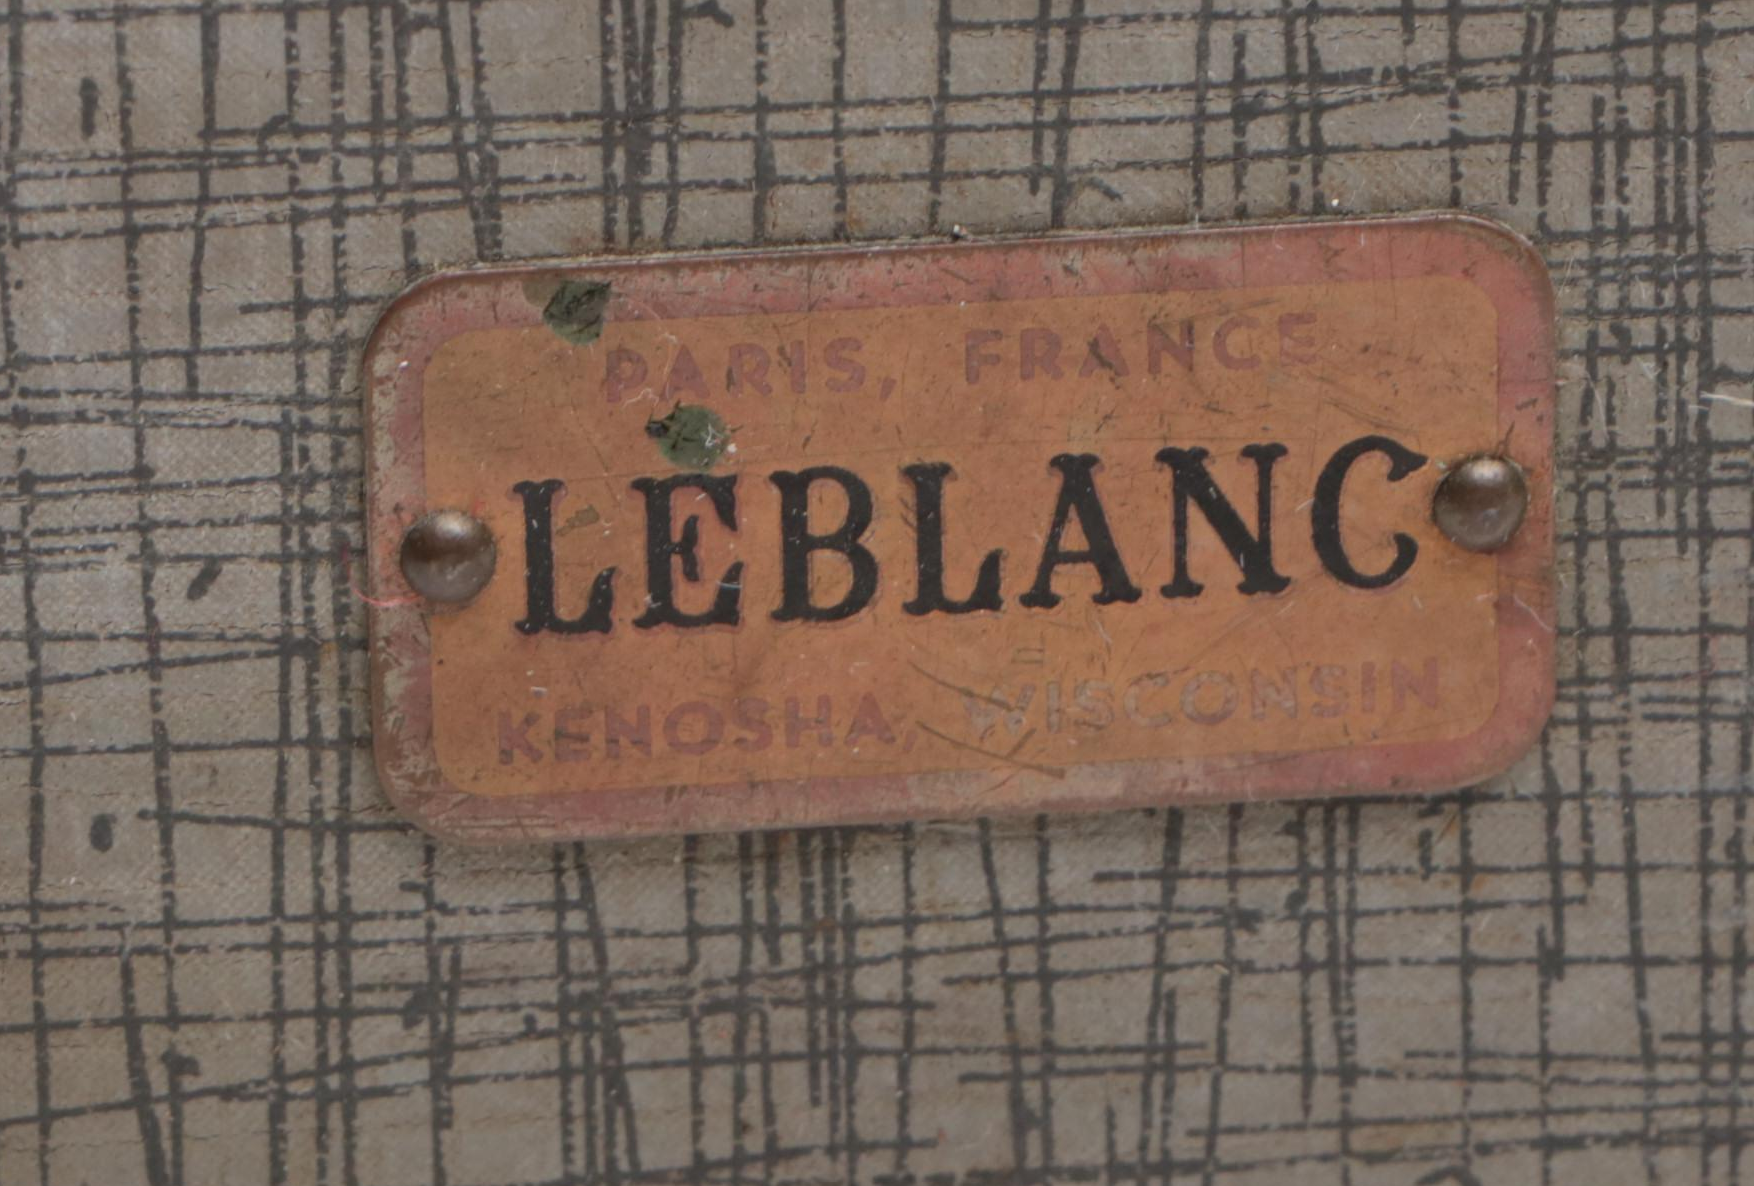 PARIS, FRANCE
LEBLANC
KENOSHA, WISCONSIN